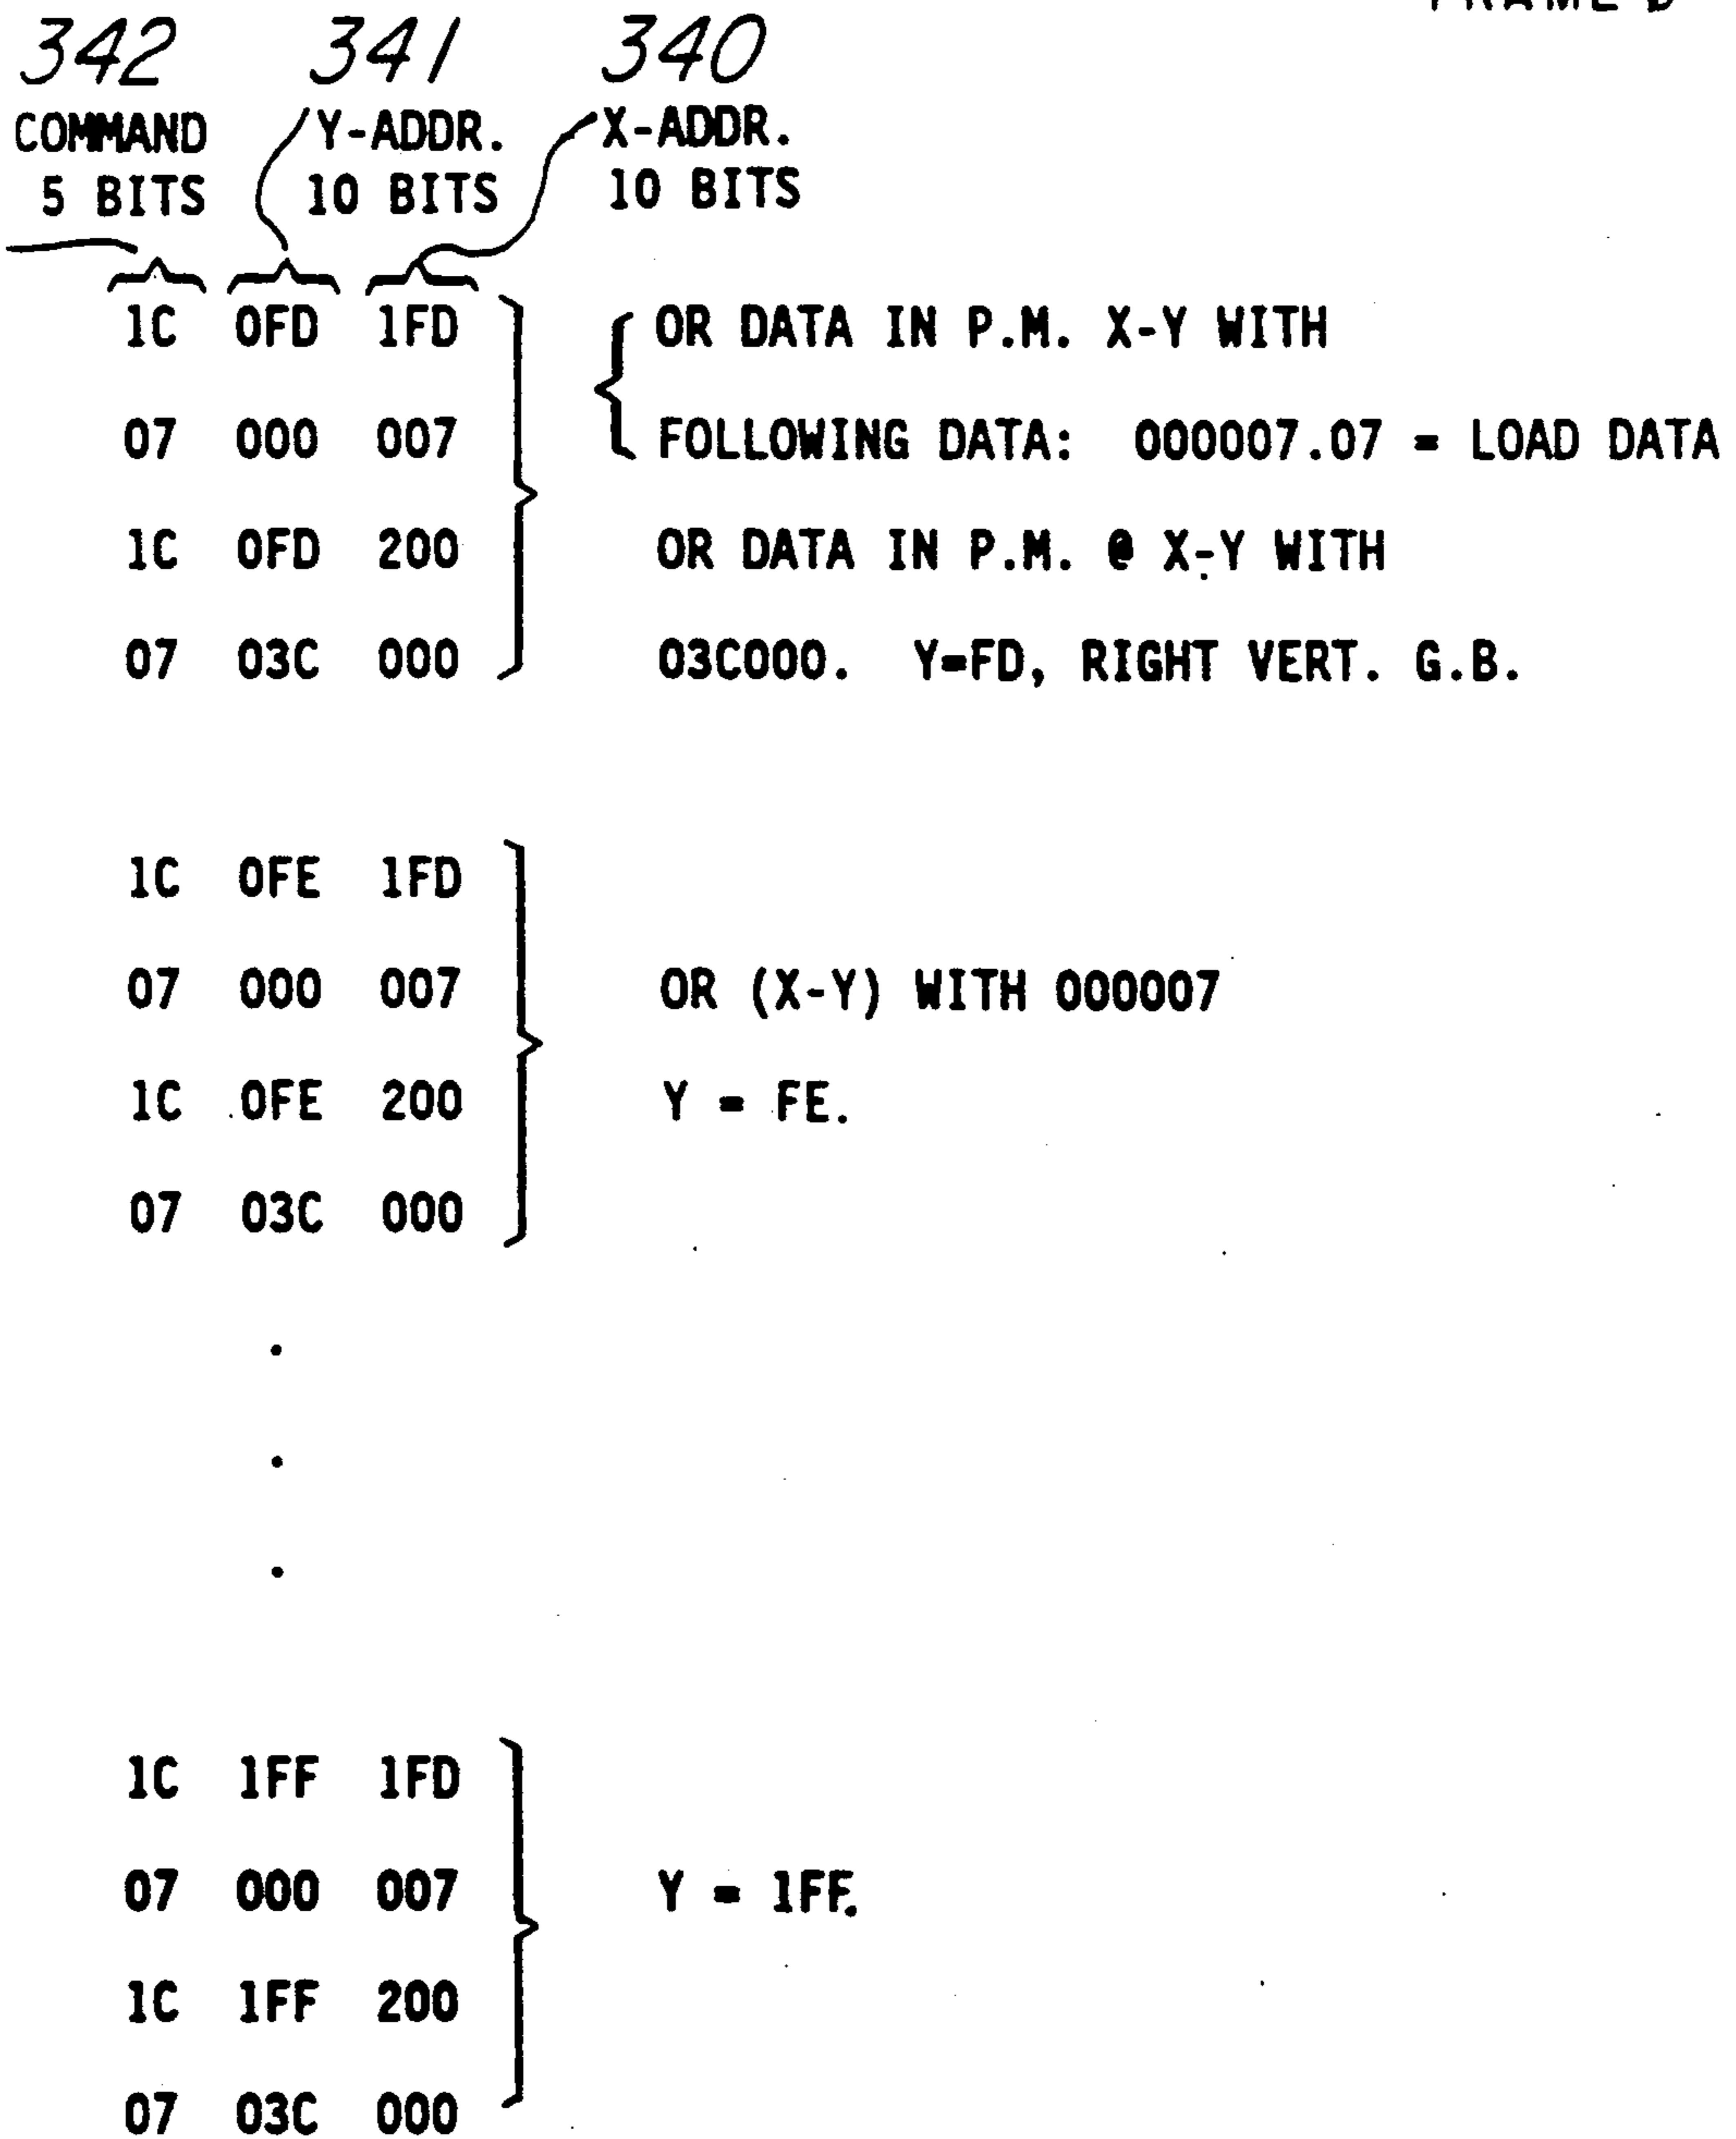 FRAME B
342 341 340
COMMAND Y-ADDR. X-ADDR.
5 BITS 10 BITS 10 BITS
1C 0FD 1FD OR DATA IN P.M. X-Y WITH
07 000 007 FOLLOWING DATA: 000007.07 = LOAD DATA
1C 0FD 200 OR DATA IN P.M. @ X-Y WITH
07 03C 000 03C000. Y=FD, RIGHT VERT. G.B.
1C 0FE 1FD
07 000 007 OR (X-Y) WITH 000007
1C 0FE 200 Y = FE.
07 03C 000
1C 1FF 1FD
07 000 007 Y = 1FF.
1C 1FF 200
07 03C 000